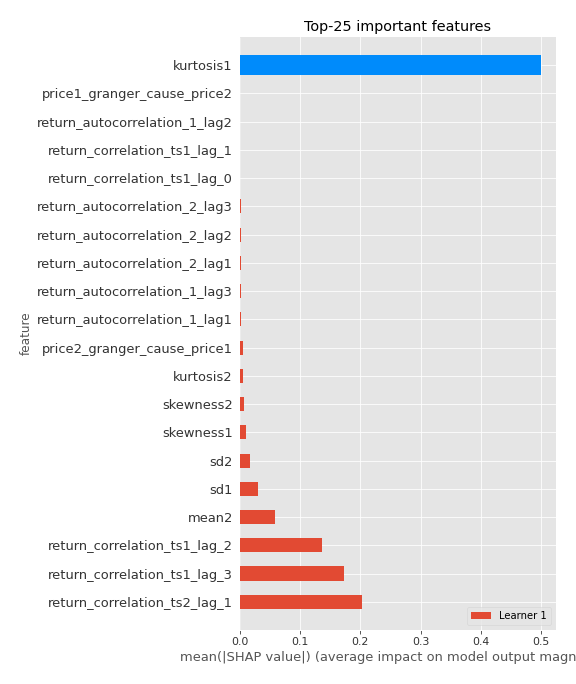 Top-25 important features
kurtosis1
price1_granger_cause_price2
return_autocorrelation_1_lag2
return_correlation_ts1_lag_1
return_correlation_ts1_lag_0
return_autocorrelation_2_lag3
return_autocorrelation_2_lag2
return_autocorrelation_2_lag1
return_autocorrelation_1_lag3
return_autocorrelation_1_lag1
price2_granger_cause_price1
kurtosis2
skewness2
skewness1
sd2
sd1
mean2
return_correlation_ts1_lag_2
return_correlation_ts1_lag_3
return_correlation_ts2_lag_1
feature
Learner 1
0.0 0.1 0.2 0.3 0.4 0.5
mean(|SHAP value|) (average impact on model output magn